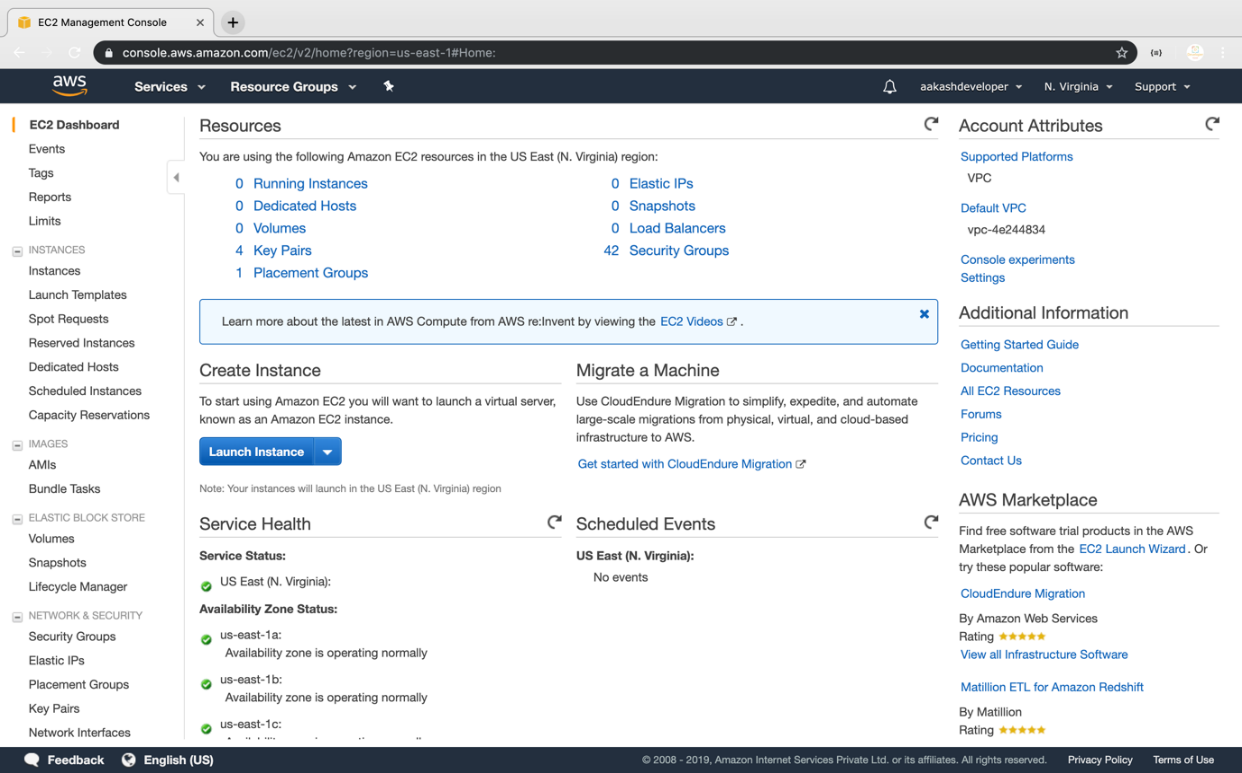 EC2 Management Console
console.aws.amazon.com/ec2/v2/home?region=us-east-1#Home:
aws
Services
Resource Groups
aakashdeveloper
N. Virginia
Support
EC2 Dashboard
Events
Tags
Reports
Limits
INSTANCES
Instances
Launch Templates
Spot Requests
Reserved Instances
Dedicated Hosts
Scheduled Instances
Capacity Reservations
IMAGES
AMIs
Bundle Tasks
ELASTIC BLOCK STORE
Volumes
Snapshots
Lifecycle Manager
NETWORK & SECURITY
Security Groups
Elastic IPs
Placement Groups
Key Pairs
Network Interfaces
Resources
You are using the following Amazon EC2 resources in the US East (N. Virginia) region:
0 Running Instances
0 Dedicated Hosts
0 Volumes
4 Key Pairs
1 Placement Groups
0 Elastic IPs
0 Snapshots
0 Load Balancers
42 Security Groups
Learn more about the latest in AWS Compute from AWS re:Invent by viewing the EC2 Videos .
Create Instance
To start using Amazon EC2 you will want to launch a virtual server,
known as an Amazon EC2 instance.
Launch Instance
Note: Your instances will launch in the US East (N. Virginia) region
Migrate a Machine
Use CloudEndure Migration to simplify, expedite, and automate
large-scale migrations from physical, virtual, and cloud-based
infrastructure to AWS.
Get started with CloudEndure Migration
Service Health
Service Status:
US East (N. Virginia):
Availability Zone Status:
us-east-1a:
Availability zone is operating normally
us-east-1b:
Availability zone is operating normally
us-east-1c:
Scheduled Events
US East (N. Virginia):
No events
Account Attributes
Supported Platforms
VPC
Default VPC
vpc-4e244834
Console experiments
Settings
Additional Information
Getting Started Guide
Documentation
All EC2 Resources
Forums
Pricing
Contact Us
AWS Marketplace
Find free software trial products in the AWS
Marketplace from the EC2 Launch Wizard. Or
try these popular software:
CloudEndure Migration
By Amazon Web Services
Rating
View all Infrastructure Software
Matillion ETL for Amazon Redshift
By Matillion
Rating
Feedback
English (US)
© 2008 - 2019, Amazon Internet Services Private Ltd. or its affiliates. All rights reserved.
Privacy Policy
Terms of Use